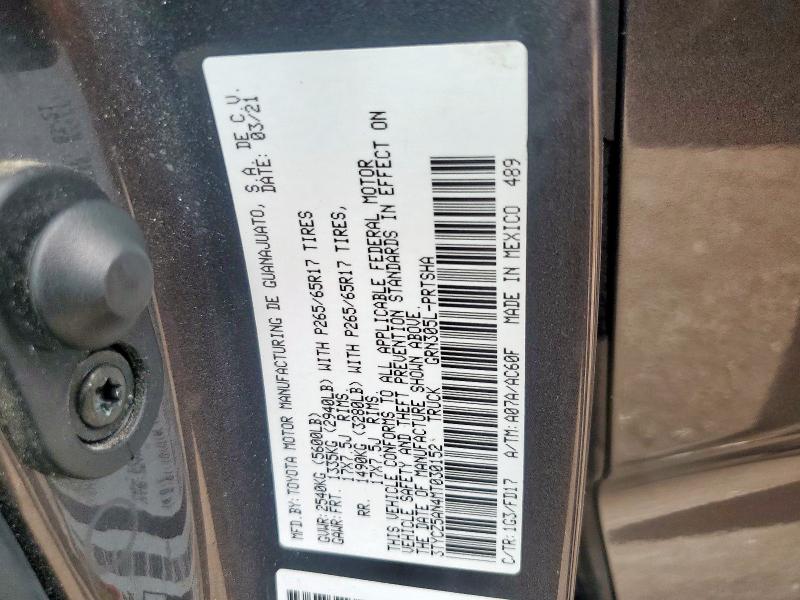 MFD.BY:TOYOTA MOTOR MANUFACTURING DE GUANAJUATO, S.A. DE C.V.
DATE: 03/21
GVWR:2540KG (5600LB)
GAWR:FRT. 1335KG (2940LB) WITH P265/65R17 TIRES
17X7.5J RIMS,
RR. 1490KG (3280LB) WITH P265/65R17 TIRES,
17X7.5J RIMS.
THIS VEHICLE CONFORMS TO ALL APPLICABLE FEDERAL MOTOR
VEHICLE SAFETY AND THEFT PREVENTION STANDARDS IN EFFECT ON
THE DATE OF MANUFACTURE SHOWN ABOVE.
TRUCK GRN305L-PRTSHA
C/TR:1G3/FD17 A/TM:A07A/AC60F MADE IN MEXICO 489